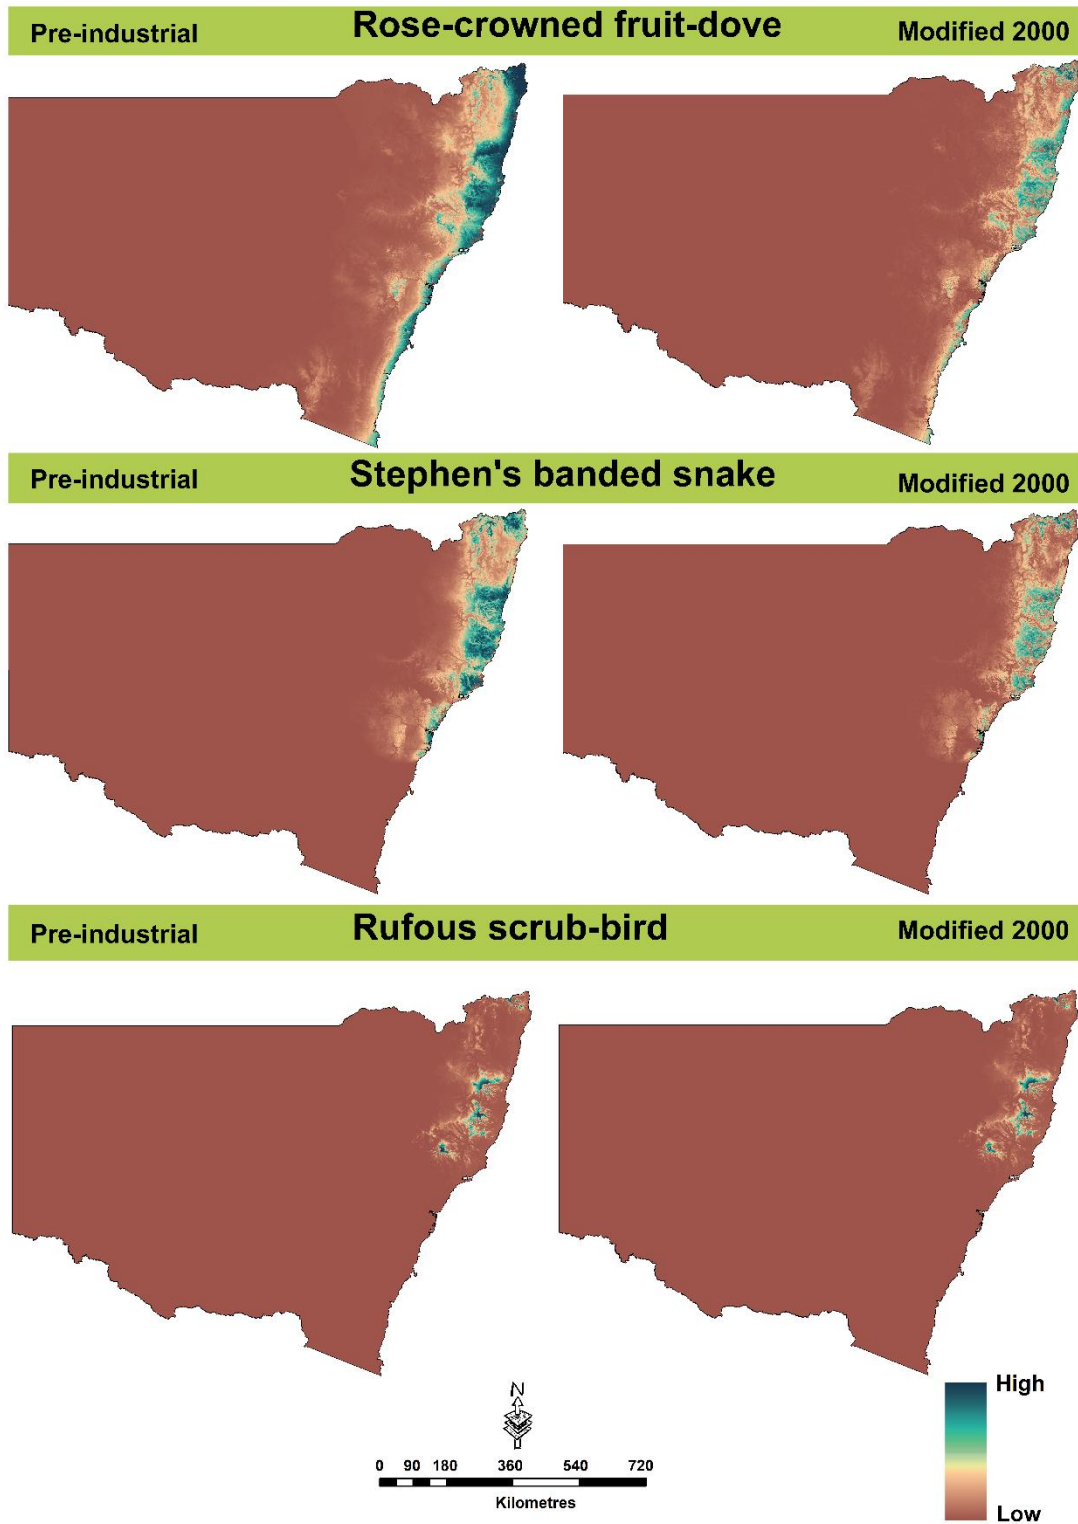 Pre-industrial Rose-crowned fruit-dove Modified 2000
Pre-industrial Stephen's banded snake Modified 2000
Pre-industrial Rufous scrub-bird Modified 2000
N
High
0 90 180 360 540 720
Kilometres
Low